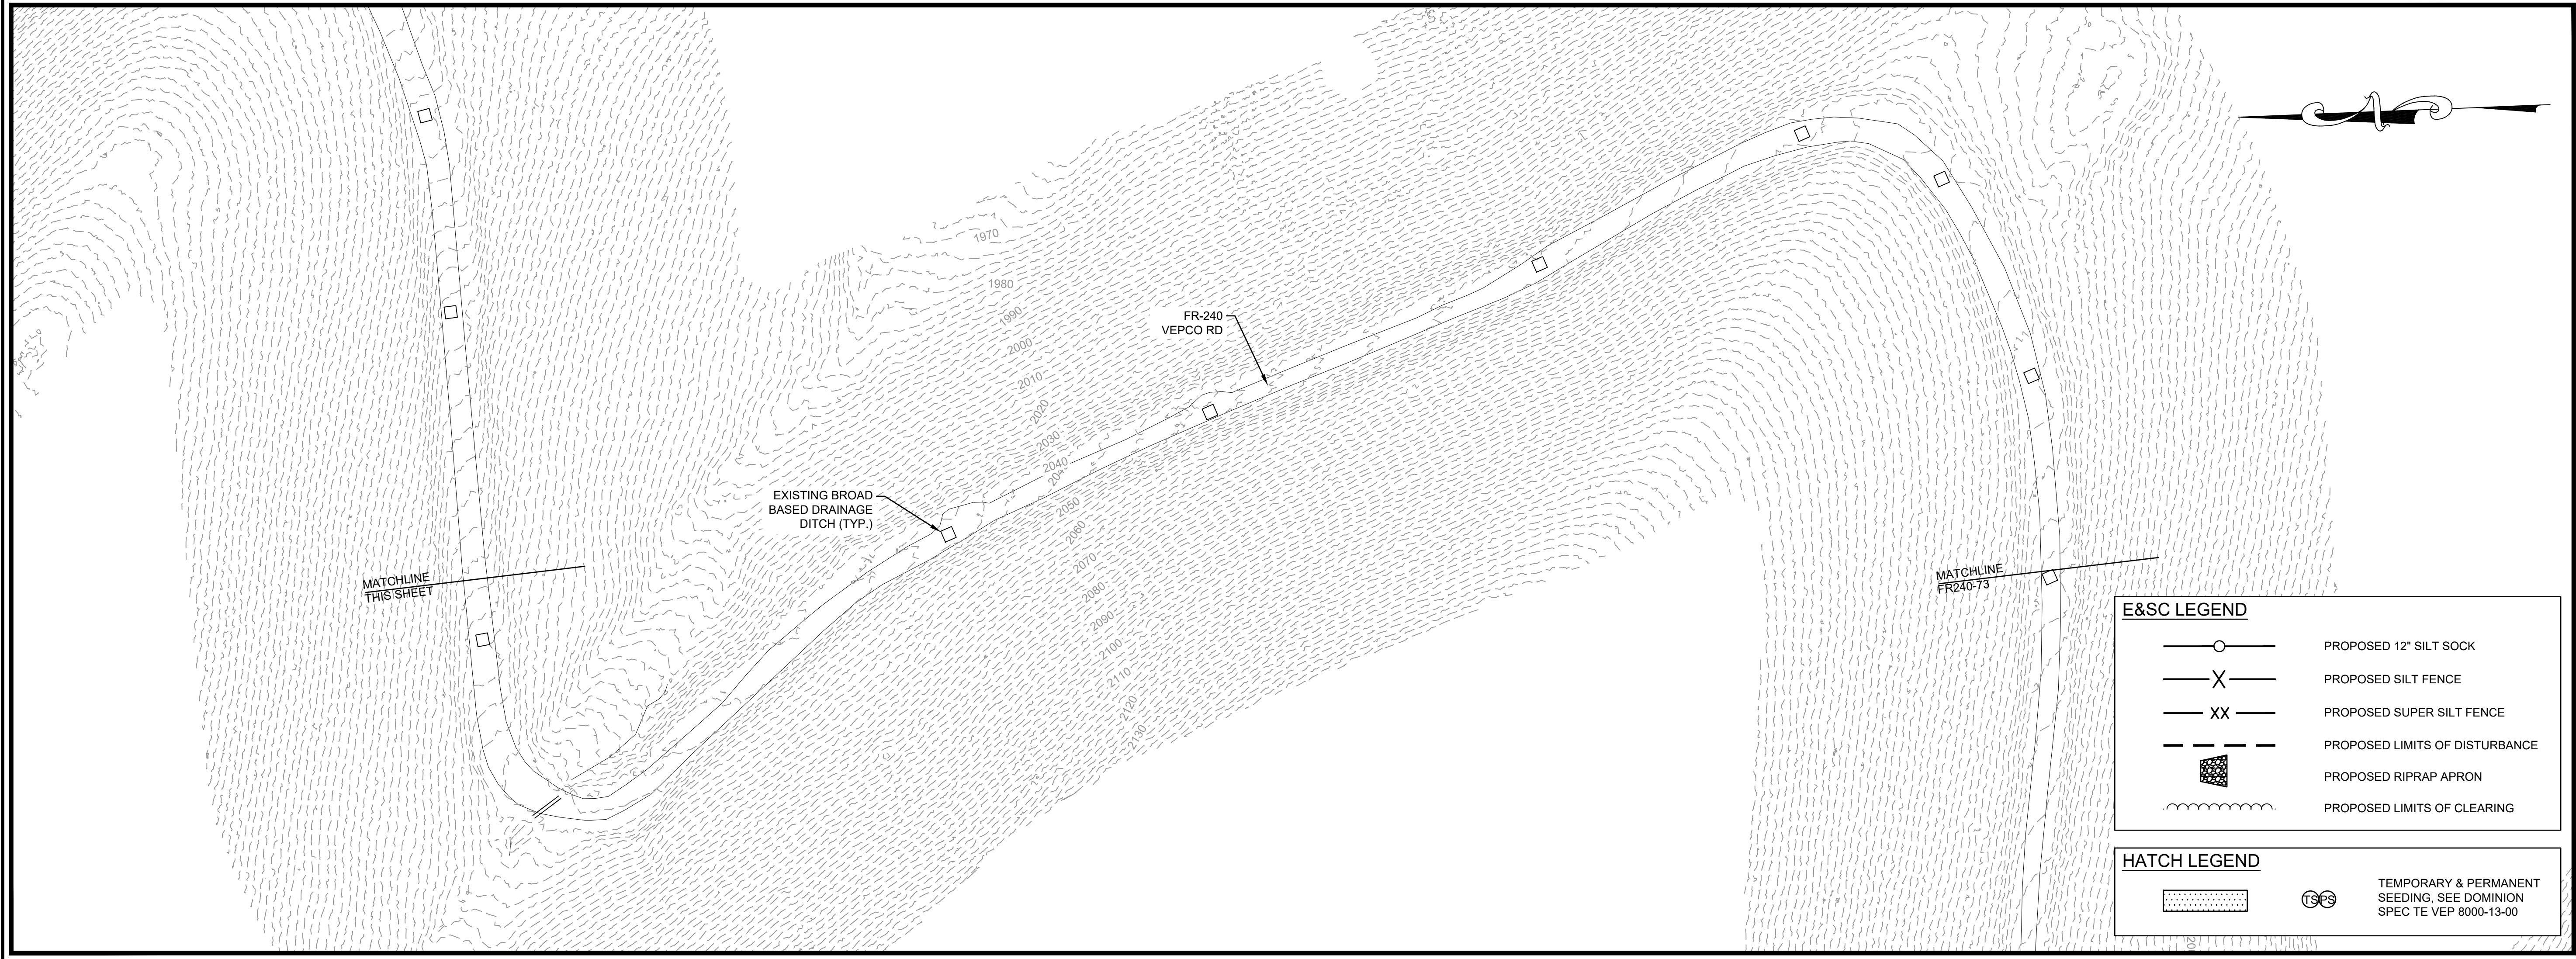 1970
1980
1990
2000
2010
2020
2030
2040
2050
2060
2070
2080
2090
2100
2110
2120
2130
FR-240
VEPCO RD
EXISTING BROAD
BASED DRAINAGE
DITCH (TYP.)
MATCHLINE
THIS SHEET
MATCHLINE
FR240-73
N
E&SC LEGEND
PROPOSED 12" SILT SOCK
X
PROPOSED SILT FENCE
XX
PROPOSED SUPER SILT FENCE
PROPOSED LIMITS OF DISTURBANCE
PROPOSED RIPRAP APRON
PROPOSED LIMITS OF CLEARING
HATCH LEGEND
TS PS
TEMPORARY & PERMANENT
SEEDING, SEE DOMINION
SPEC TE VEP 8000-13-00